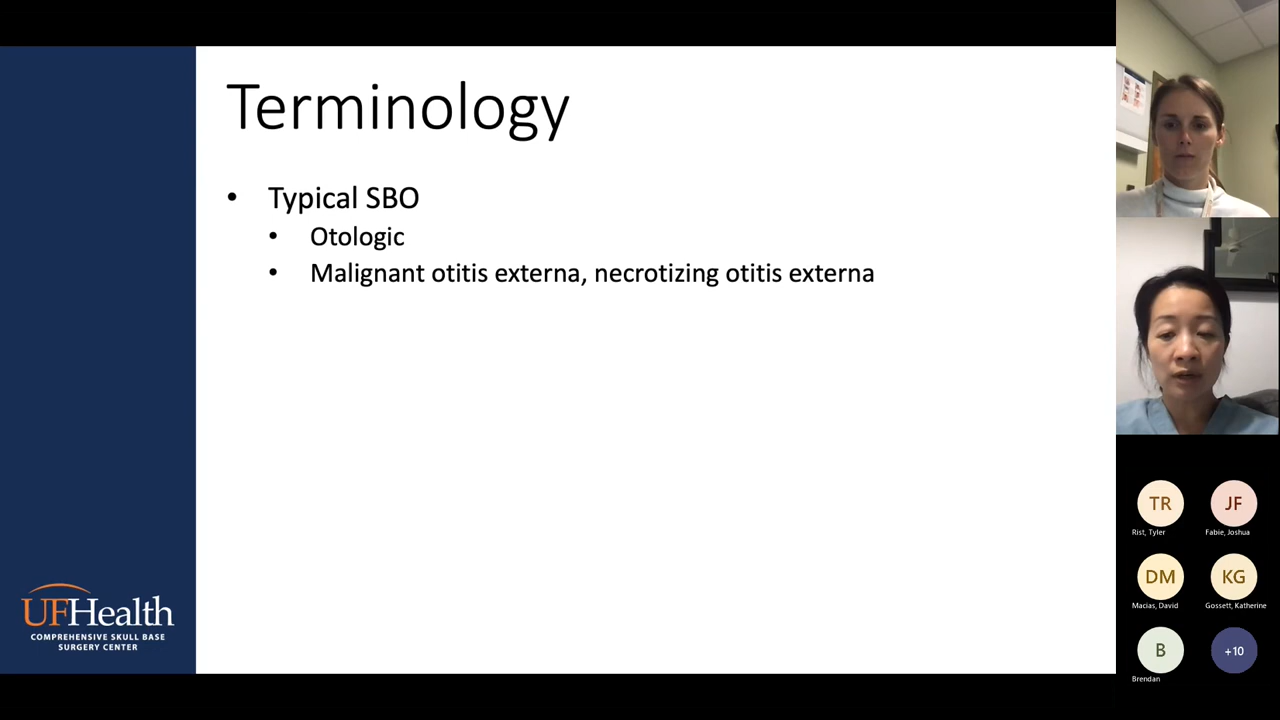 Terminology
• Typical SBO
• Otologic
• Malignant otitis externa, necrotizing otitis externa
UFHealth
COMPREHENSIVE SKULL BASE
SURGERY CENTER
TR
JF
Rist, Tyler
Fabie, Joshua
DM
KG
Macias, David
Gossett, Katherine
B
+10
Brendan